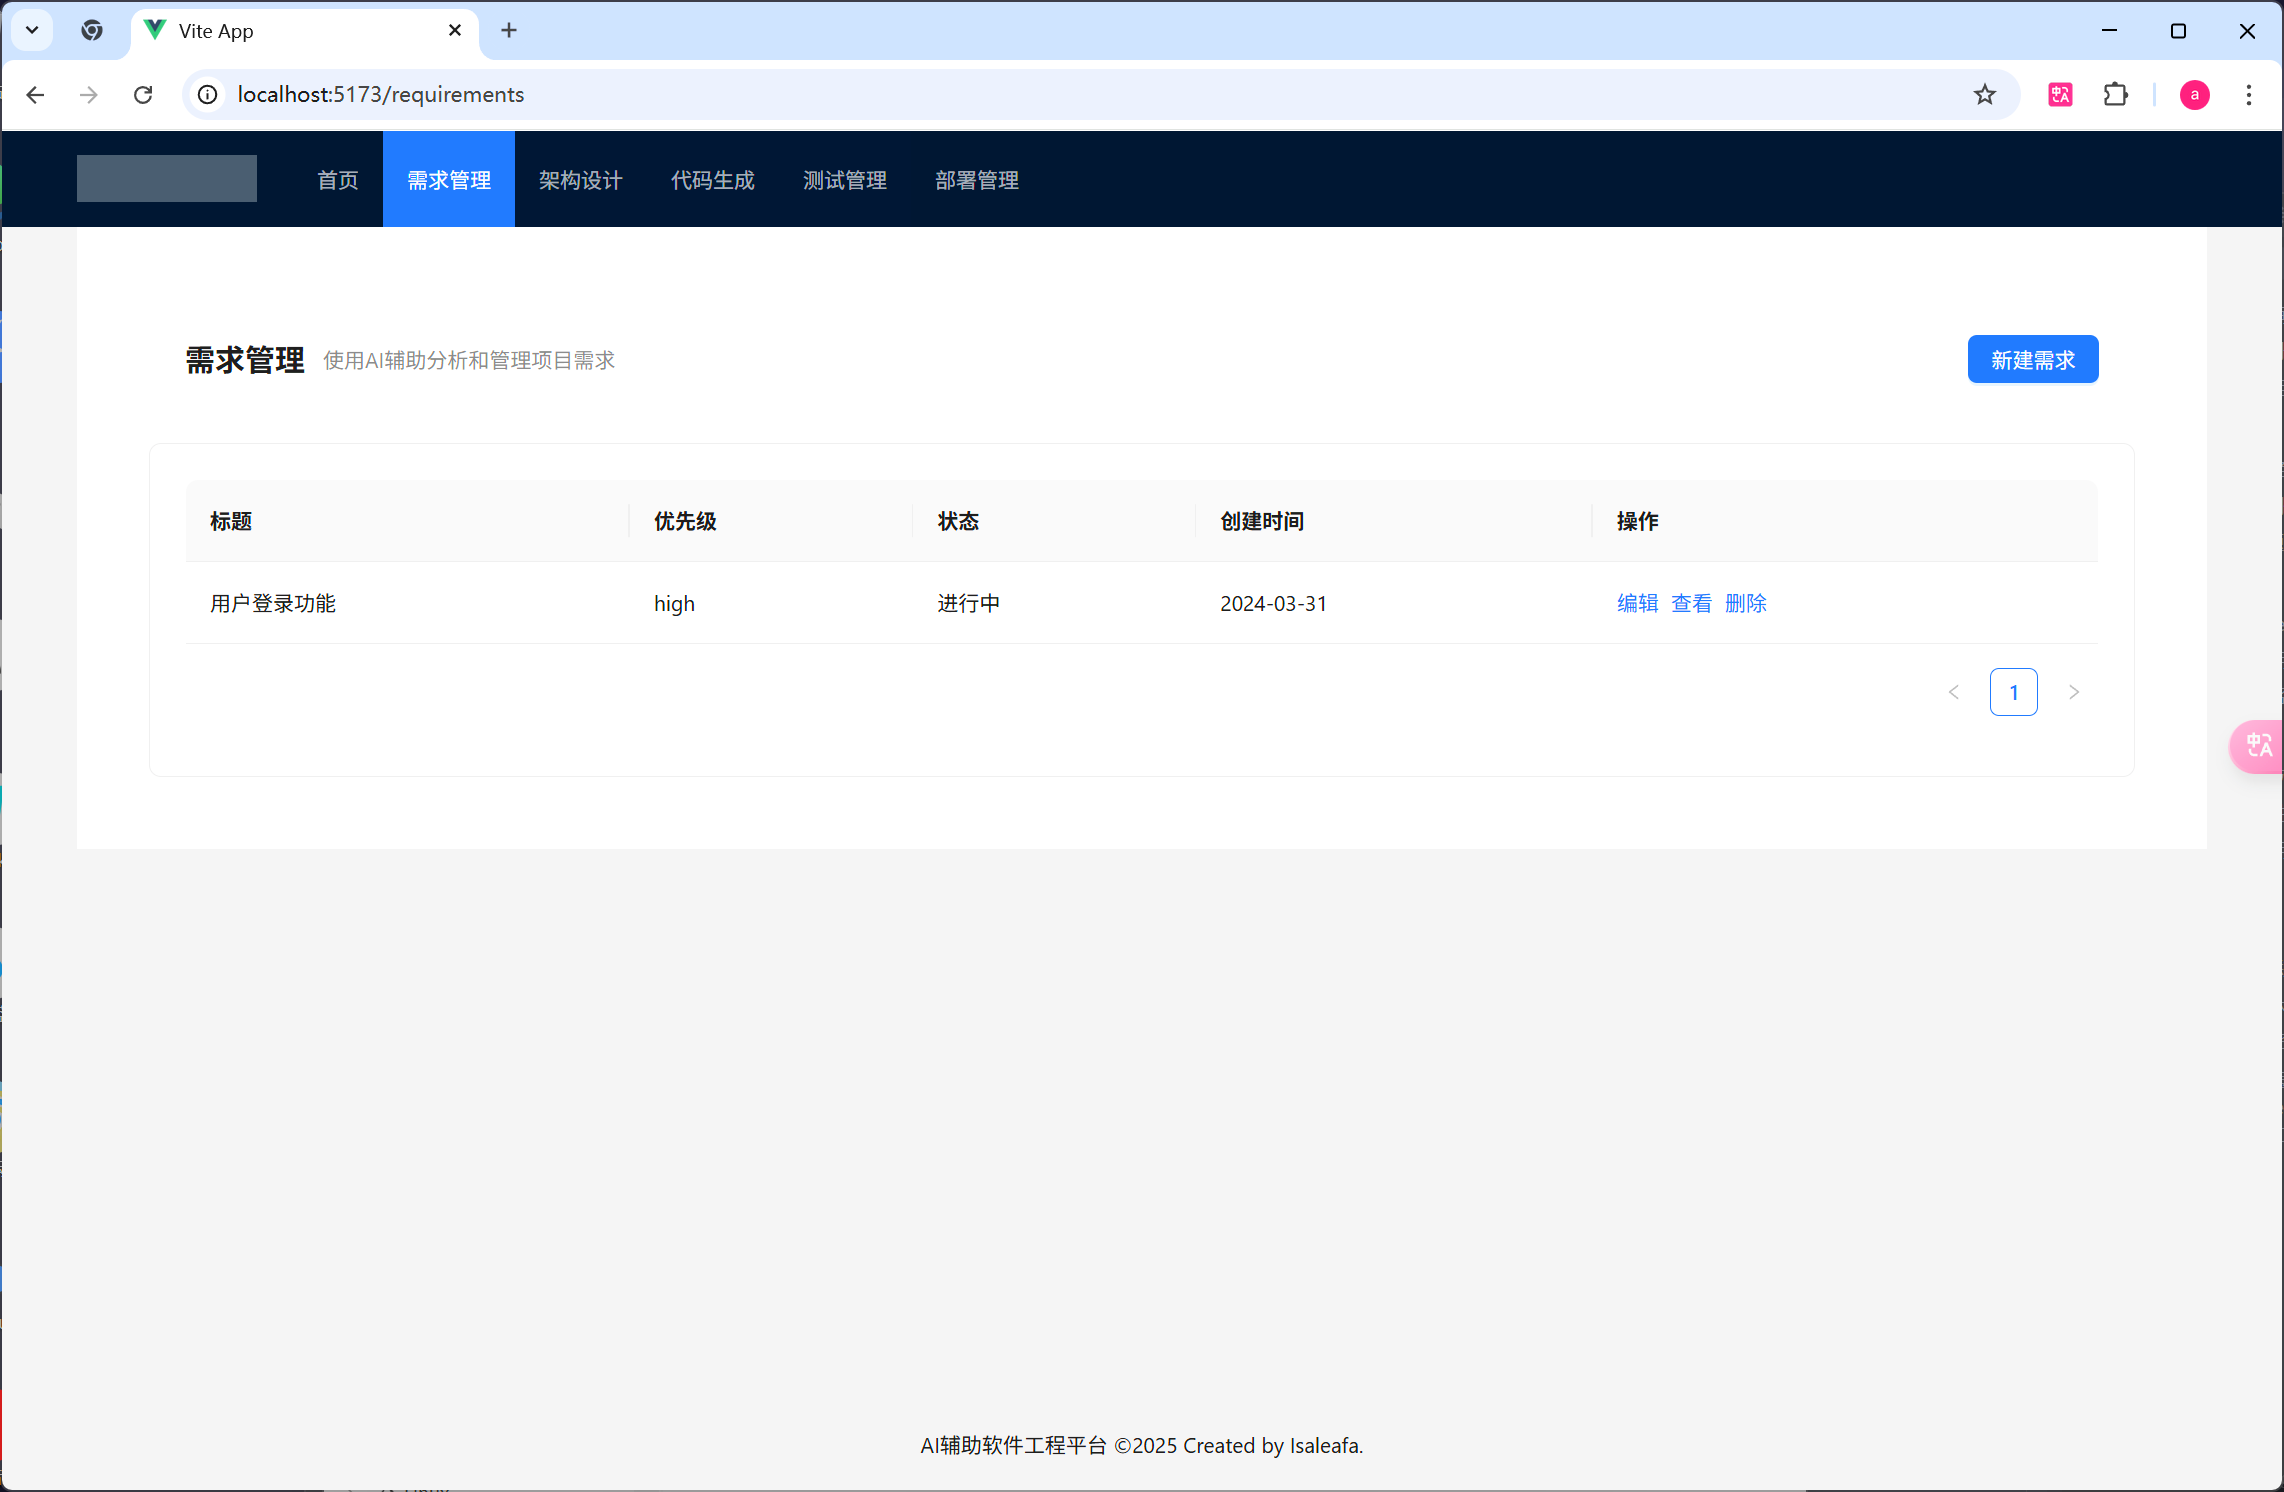 Vite App
localhost:5173/requirements
a
首页 需求管理 架构设计 代码生成 测试管理 部署管理
需求管理 使用AI辅助分析和管理项目需求 新建需求
标题 优先级 状态 创建时间 操作
用户登录功能 high 进行中 2024-03-31 编辑 查看 删除
< 1 >
中A
AI辅助软件工程平台 ©2025 Created by Isaleafa.